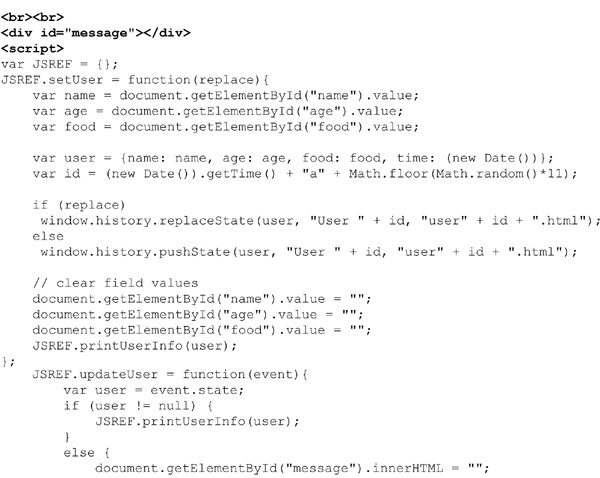 <br><br>
<div id="message"></div>
<script>
var JSREF = {};
JSREF.setUser = function(replace){
    var name = document.getElementById("name").value;
    var age = document.getElementById("age").value;
    var food = document.getElementById("food").value;

    var user = {name: name, age: age, food: food, time: (new Date())};
    var id = (new Date()).getTime() + "a" + Math.floor(Math.random()*11);

    if (replace)
     window.history.replaceState(user, "User " + id, "user" + id + ".html");
    else
     window.history.pushState(user, "User " + id, "user" + id + ".html");

    // clear field values
    document.getElementById("name").value = "";
    document.getElementById("age").value = "";
    document.getElementById("food").value = "";
    JSREF.printUserInfo(user);
};
    JSREF.updateUser = function(event){
        var user = event.state;
        if (user != null) {
            JSREF.printUserInfo(user);
        }
        else {
            document.getElementById("message").innerHTML = "";